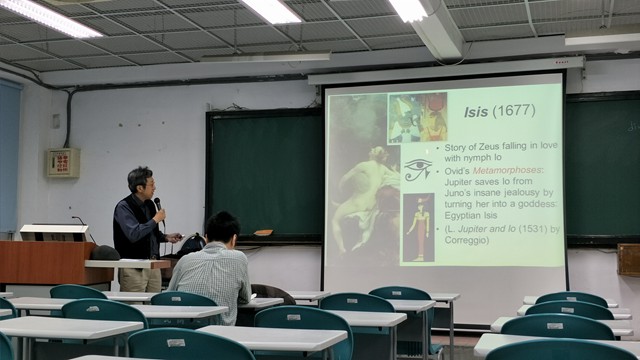 Isis (1677)
• Story of Zeus falling in love
with nymph Io
• Ovid's Metamorphoses:
Jupiter saves Io from
Juno's insane jealousy by
turning her into a goddess:
Egyptian Isis
• (L. Jupiter and Io (1531) by
Correggio)